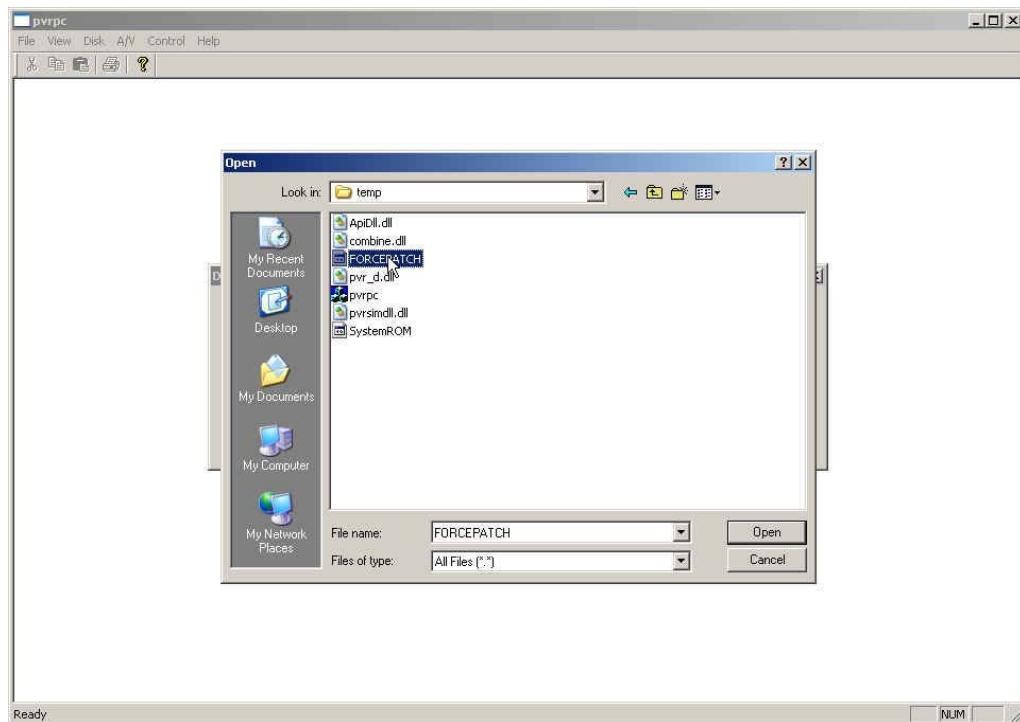 pvrpc
File View Disk A/V Control Help
Open
Look in: temp
My Recent Documents
Desktop
My Documents
My Computer
My Network Places
ApiDll.dll
combine.dll
FORCEPATCH
pvr_d.dll
pvrpc
pvrsimdll.dll
SystemROM
File name: FORCEPATCH Open
Files of type: All Files (*.*) Cancel
D
Ready NUM